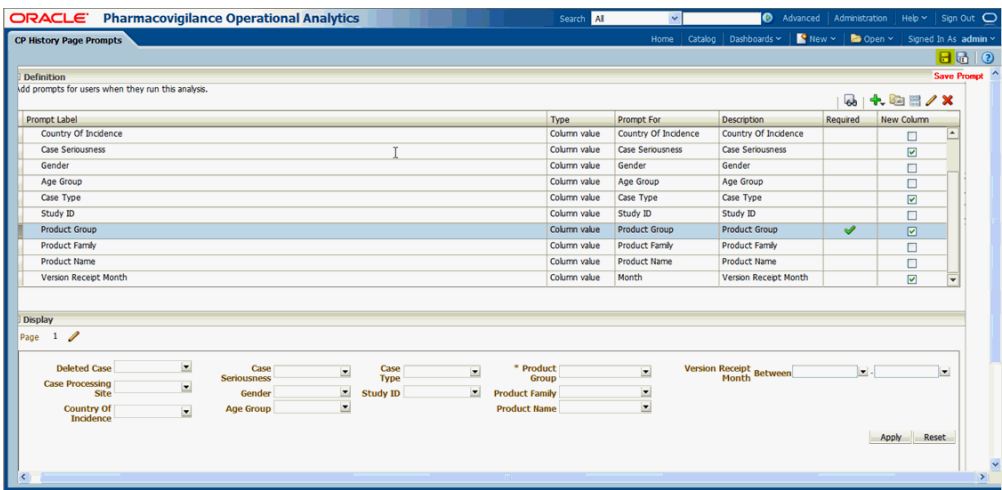 ORACLE Pharmacovigilance Operational Analytics
Search All Advanced Administration Help Sign Out
CP History Page Prompts
Home Catalog Dashboards New Open Signed In As admin
Save Prompt
Definition
Add prompts for users when they run this analysis.
Prompt Label Type Prompt For Description Required New Column
Country Of Incidence Column value Country Of Incidence Country Of Incidence
Case Seriousness Column value Case Seriousness Case Seriousness
Gender Column value Gender Gender
Age Group Column value Age Group Age Group
Case Type Column value Case Type Case Type
Study ID Column value Study ID Study ID
Product Group Column value Product Group Product Group
Product Family Column value Product Family Product Family
Product Name Column value Product Name Product Name
Version Receipt Month Column value Month Version Receipt Month
Display
Page 1
Deleted Case
Case Processing
Site
Country Of
Incidence
Case
Seriousness
Gender
Age Group
Case
Type
Study ID
* Product
Group
Product Family
Product Name
Version Receipt
Month
Between -
Apply Reset